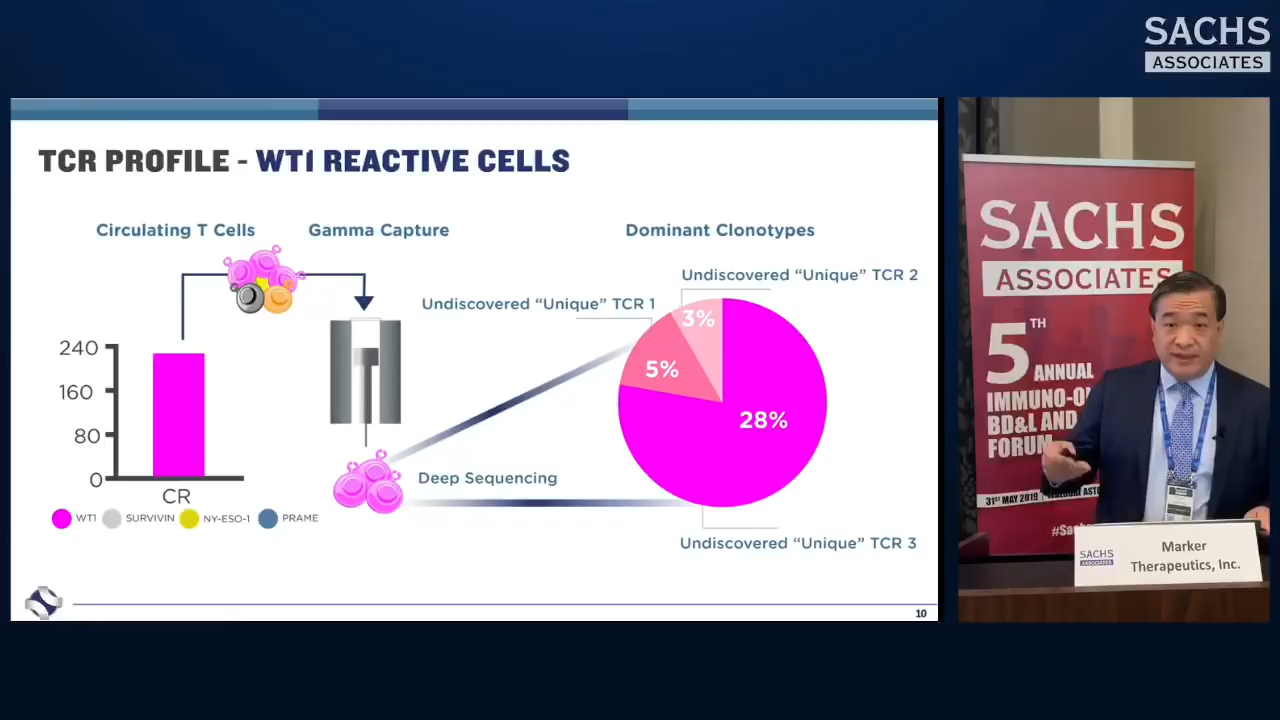 SACHS
ASSOCIATES
TCR PROFILE - WT1 REACTIVE CELLS
Circulating T Cells
Gamma Capture
Dominant Clonotypes
Undiscovered “Unique” TCR 2
Undiscovered “Unique” TCR 1
3%
5%
28%
240
160
80
0
CR
Deep Sequencing
WT1
SURVIVIN
NY-ESO-1
PRAME
Undiscovered “Unique” TCR 3
10
SACHS
ASSOCIATES
5TH
ANNUAL
BD&L AND
FORUM
31ST MAY 2019
SACHS
ASSOCIATES
Marker
Therapeutics, Inc.